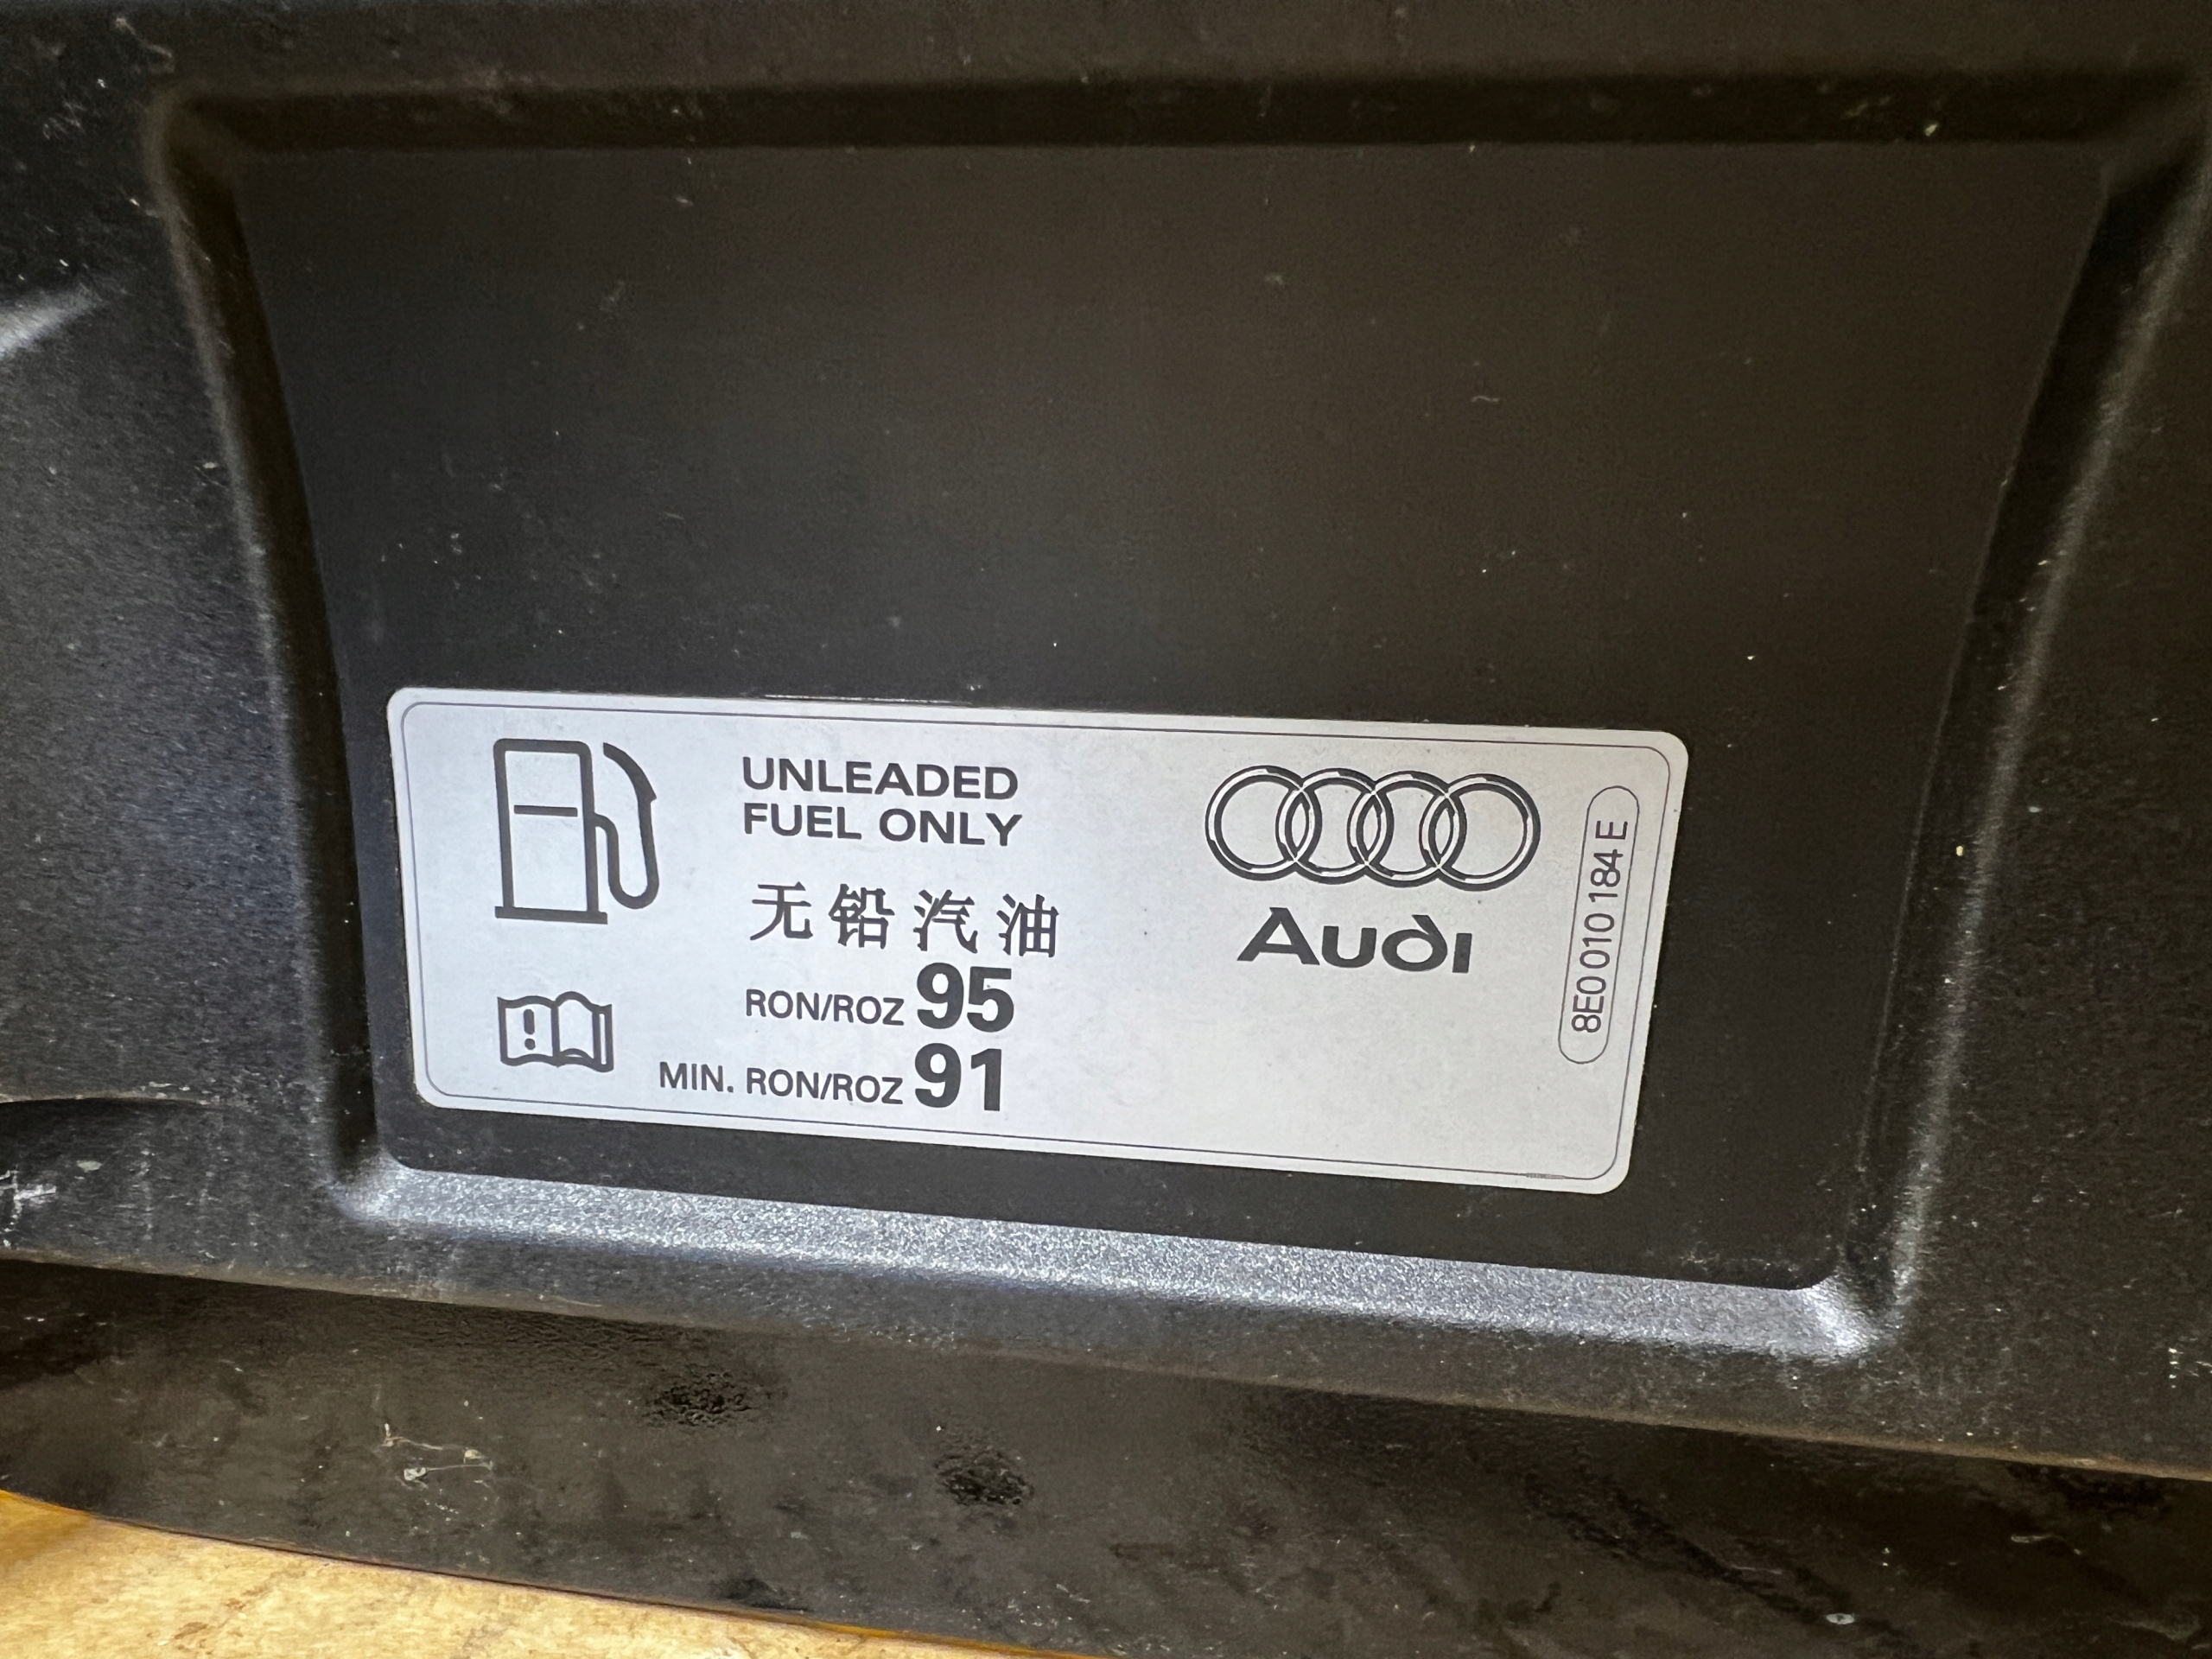 UNLEADED
FUEL ONLY
无铅汽油
RON/ROZ 95
MIN. RON/ROZ 91
Audi
8E0 010 184 E